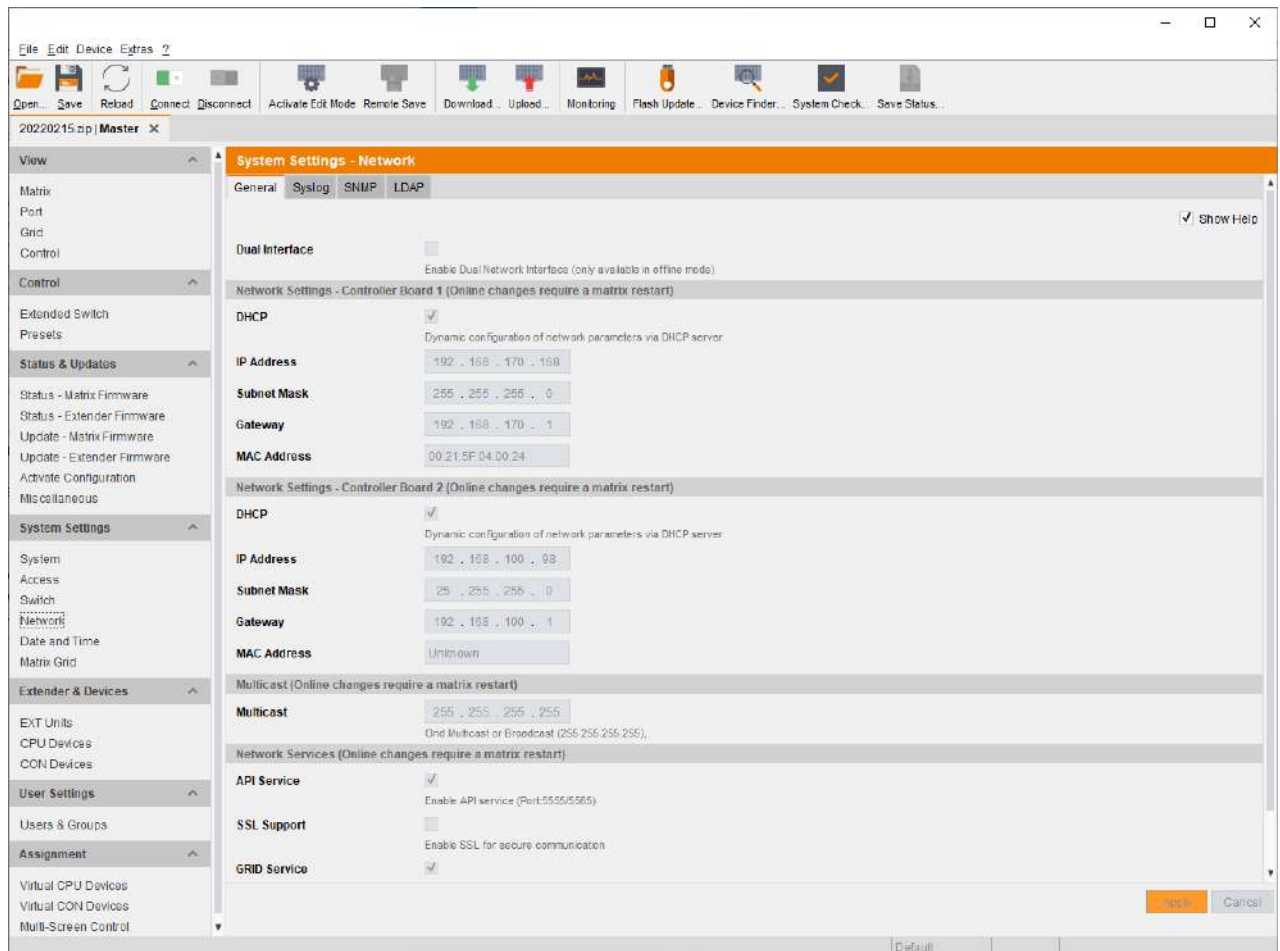 File Edit Device Extras ?
Open... Save Reload Connect Disconnect Activate Edit Mode Remote Save Download... Upload... Monitoring Flash Update... Device Finder... System Check... Save Status...
20220215.zip | Master
View
Matrix
Port
Grid
Control
Control
Extended Switch
Presets
Status & Updates
Status - Matrix Firmware
Status - Extender Firmware
Update - Matrix Firmware
Update - Extender Firmware
Activate Configuration
Miscellaneous
System Settings
System
Access
Switch
Network
Date and Time
Matrix Grid
Extender & Devices
EXT Units
CPU Devices
CON Devices
User Settings
Users & Groups
Assignment
Virtual CPU Devices
Virtual CON Devices
Multi-Screen Control
System Settings - Network
General Syslog SNMP LDAP
Show Help
Dual Interface
Enable Dual Network Interface (only available in offline mode)
Network Settings - Controller Board 1 (Online changes require a matrix restart)
DHCP
Dynamic configuration of network parameters via DHCP server
IP Address 192 . 168 . 170 . 168
Subnet Mask 255 . 255 . 255 . 0
Gateway 192 . 168 . 170 . 1
MAC Address 00:21:5F:04:00:24
Network Settings - Controller Board 2 (Online changes require a matrix restart)
DHCP
Dynamic configuration of network parameters via DHCP server
IP Address 192 . 168 . 100 . 98
Subnet Mask 25 . 255 . 255 . 0
Gateway 192 . 168 . 100 . 1
MAC Address Unknown
Multicast (Online changes require a matrix restart)
Multicast 255 . 255 . 255 . 255
Grid Multicast or Broadcast (255.255.255.255),
Network Services (Online changes require a matrix restart)
API Service
Enable API service (Port:5555/5565)
SSL Support
Enable SSL for secure communication
GRID Service
Apply Cancel
Default